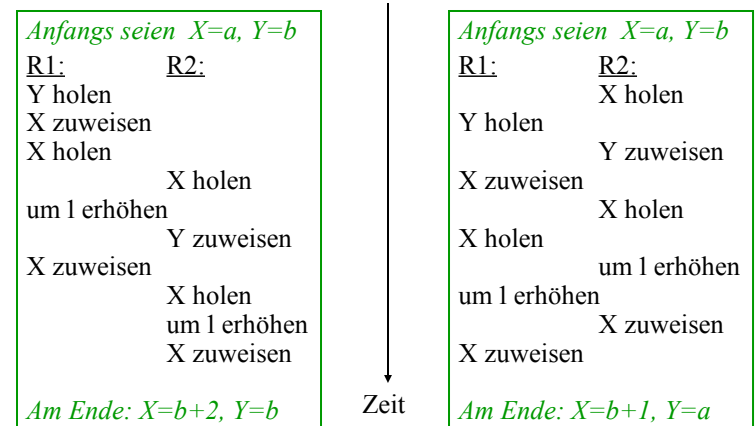 Anfangs seien X=a, Y=b
R1: R2:
Y holen
X zuweisen
X holen
X holen
um 1 erhöhen
Y zuweisen
X zuweisen
X holen
um 1 erhöhen
X zuweisen
Am Ende: X=b+2, Y=b
Zeit
Anfangs seien X=a, Y=b
R1: R2:
X holen
Y holen
Y zuweisen
X zuweisen
X holen
X holen
um 1 erhöhen
um 1 erhöhen
X zuweisen
X zuweisen
Am Ende: X=b+1, Y=a